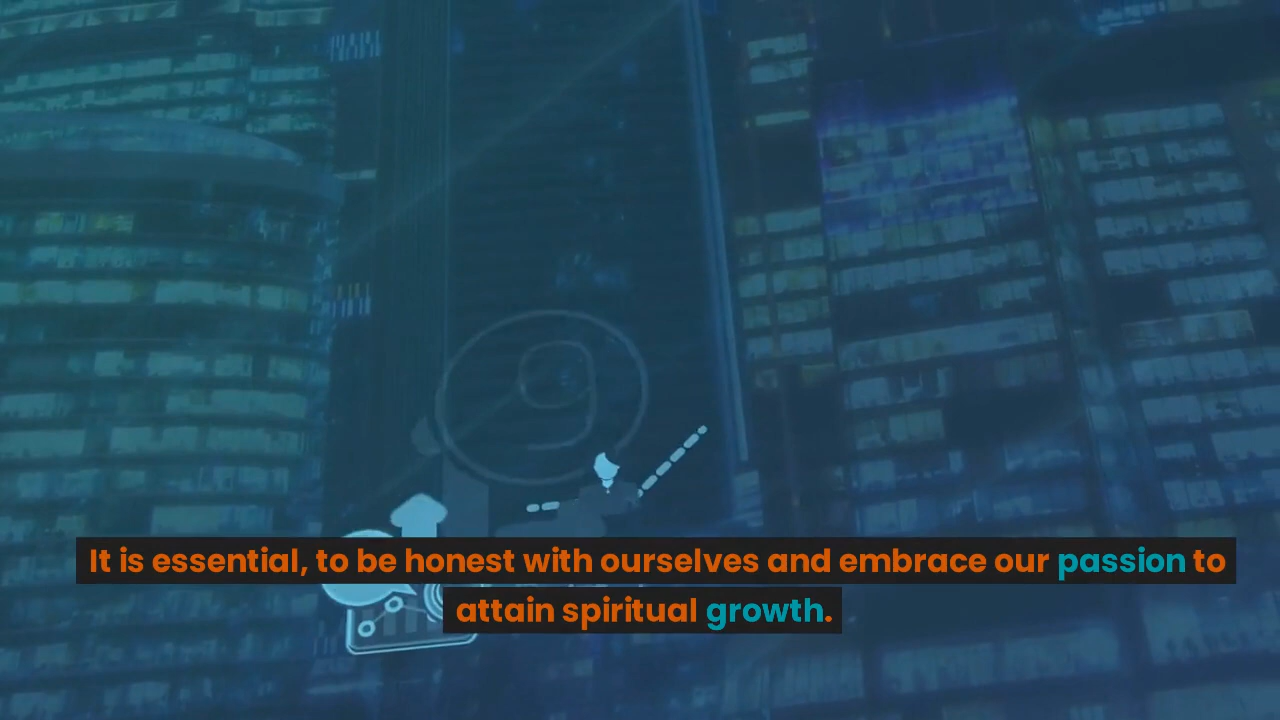 It is essential, to be honest with ourselves and embrace our passion to
attain spiritual growth.